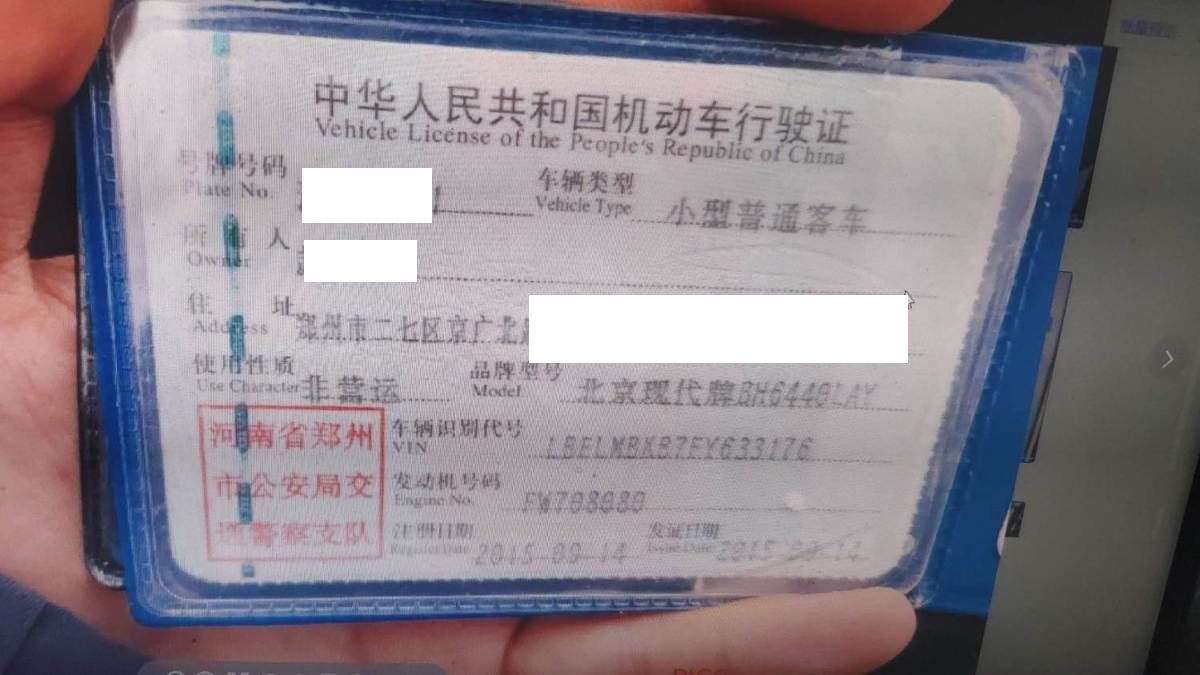 中华人民共和国机动车行驶证
Vehicle License of the People's Republic of China
号牌号码
Plate No.
车辆类型 小型普通客车
Vehicle Type
所有人
Owner
住址 郑州市二七区京广北
Address
使用性质 非营运
Use Character
品牌型号 北京现代牌BH6440LAY
Model
河南省郑州
市公安局交
通警察支队
车辆识别代号 LBELMBKB7FY633176
VIN
发动机号码 FW708080
Engine No.
注册日期 2015-09-14
Register Date
发证日期 2015-09-14
Issue Date